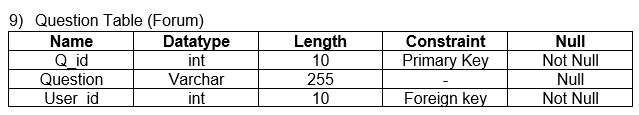 9) Question Table (Forum)
Name Datatype Length Constraint Null
Q_id int 10 Primary Key Not Null
Question Varchar 255 - Null
User_id int 10 Foreign key Not Null